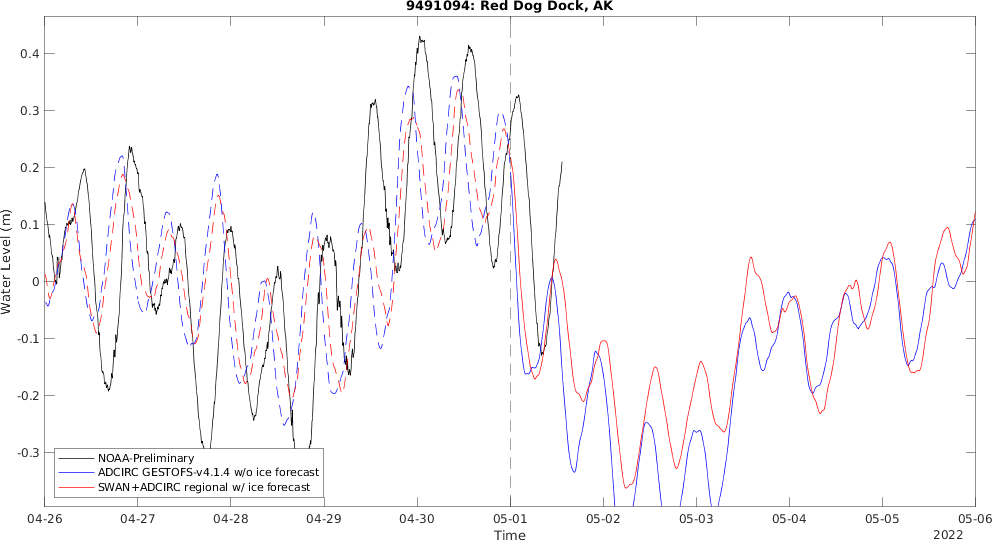 9491094: Red Dog Dock, AK
Water Level (m)
0.4
0.3
0.2
0.1
0
-0.1
-0.2
-0.3
NOAA-Preliminary
ADCIRC GESTOFS-v4.1.4 w/o ice forecast
SWAN+ADCIRC regional w/ ice forecast
04-26 04-27 04-28 04-29 04-30 05-01 05-02 05-03 05-04 05-05 05-06
Time
2022